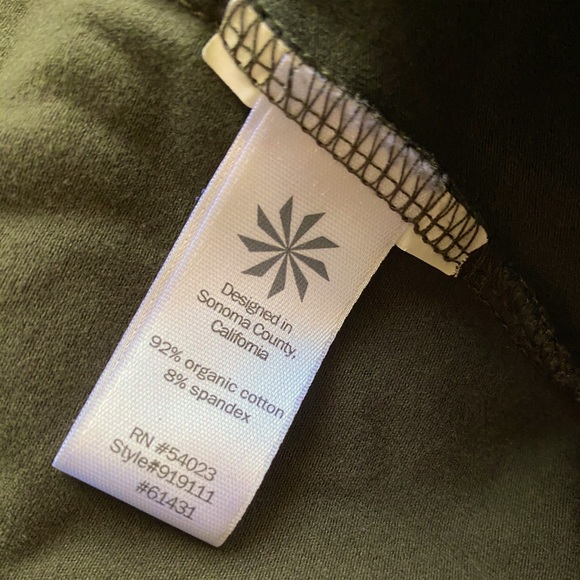 Designed in
Sonoma County,
California
92% organic cotton
8% spandex
RN #54023
Style#919111
#61431